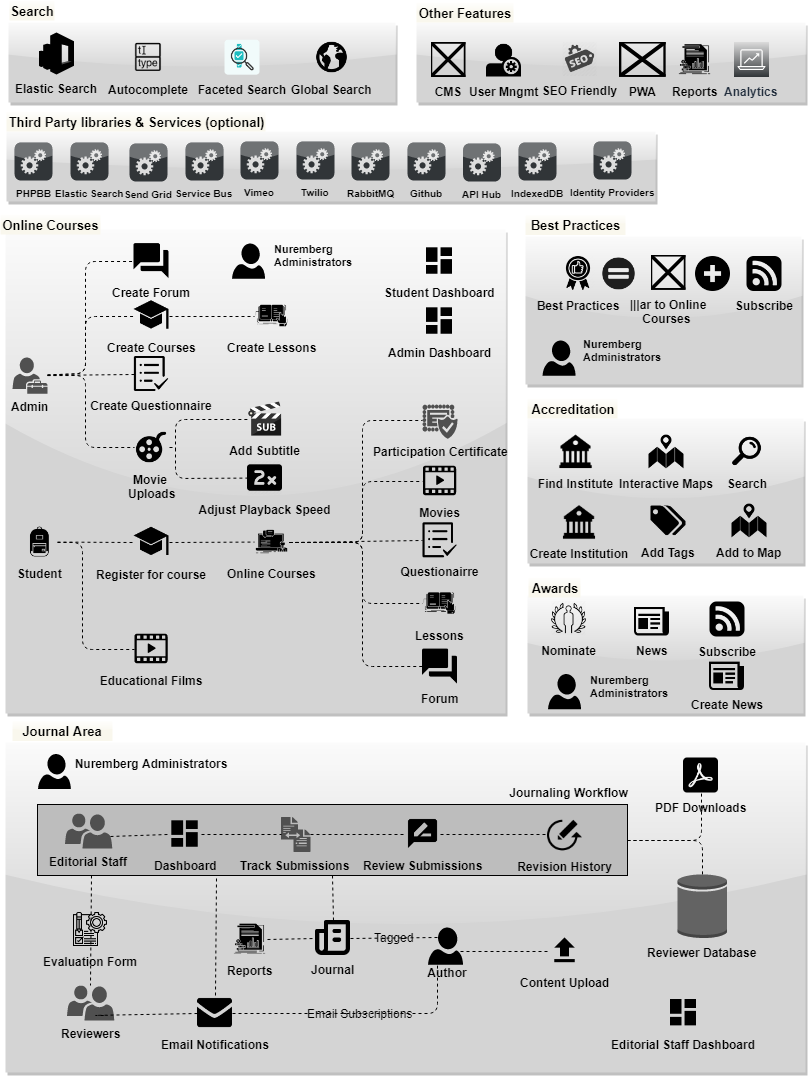 Search
Elastic Search
tI
type
Autocomplete
Faceted Search
Global Search
Other Features
CMS
User Mngmt
SEO
SEO Friendly
PWA
Reports
Analytics
Third Party libraries & Services (optional)
PHPBB
Elastic Search
Send Grid
Service Bus
Vimeo
Twilio
RabbitMQ
Github
API Hub
IndexedDB
Identity Providers
Online Courses
Create Forum
Nuremberg
Administrators
Student Dashboard
Create Courses
Create Lessons
Admin Dashboard
Admin
Create Questionnaire
SUB
Add Subtitle
Movie
Uploads
2x
Adjust Playback Speed
Participation Certificate
Movies
Student
Register for course
Online Courses
Questionairre
Lessons
Educational Films
Forum
Best Practices
Best Practices
|||ar to Online
Courses
Subscribe
Nuremberg
Administrators
Accreditation
Find Institute
Interactive Maps
Search
Create Institution
Add Tags
Add to Map
Awards
Nominate
News
Subscribe
Nuremberg
Administrators
Create News
Journal Area
Nuremberg Administrators
Journaling Workflow
Editorial Staff
Dashboard
Track Submissions
Review Submissions
Revision History
PDF Downloads
Reviewer Database
Evaluation Form
Reports
Journal
Tagged
Author
Content Upload
Reviewers
Email Notifications
Email Subscriptions
Editorial Staff Dashboard